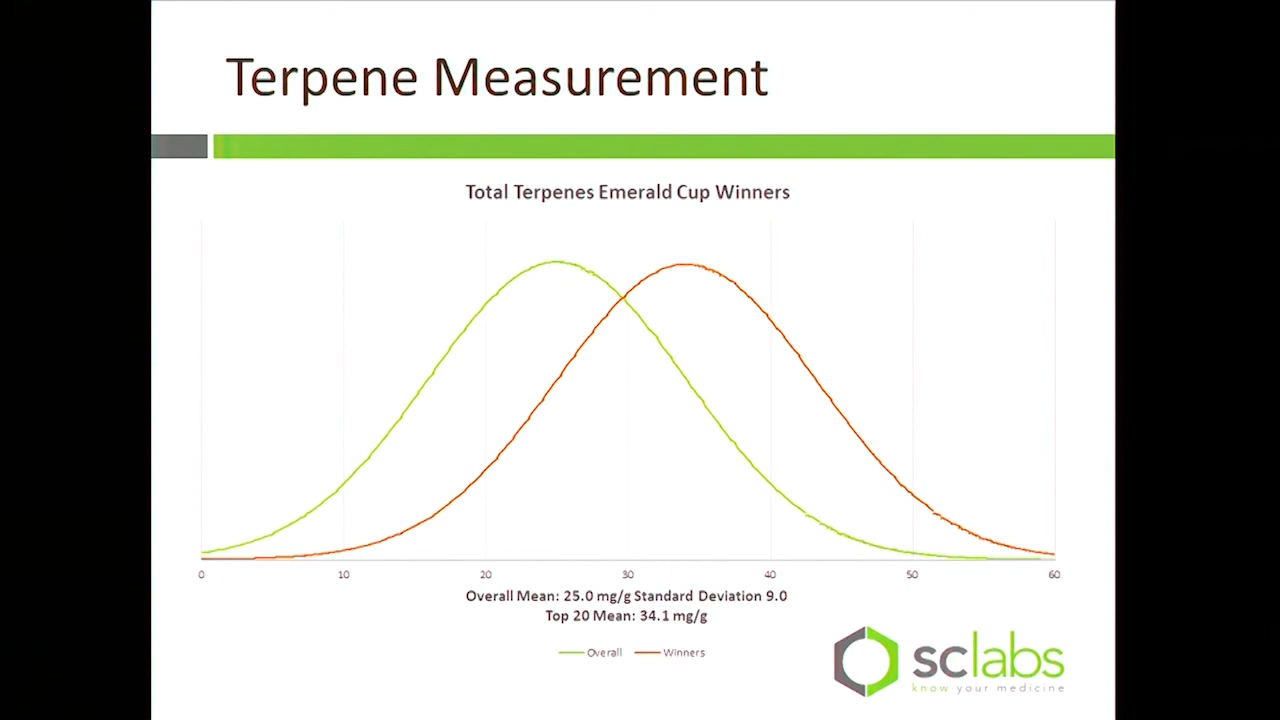 Terpene Measurement
Total Terpenes Emerald Cup Winners
0 10 20 30 40 50 60
Overall Mean: 25.0 mg/g Standard Deviation 9.0
Top 20 Mean: 34.1 mg/g
Overall Winners
sclabs
know your medicine